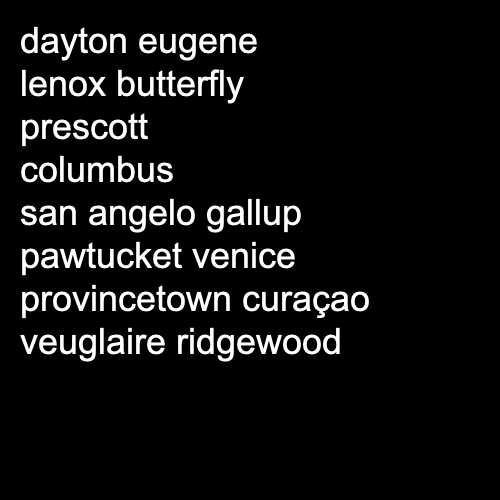 dayton eugene
lenox butterfly
prescott
columbus
san angelo gallup
pawtucket venice
provincetown curaçao
veuglaire ridgewood